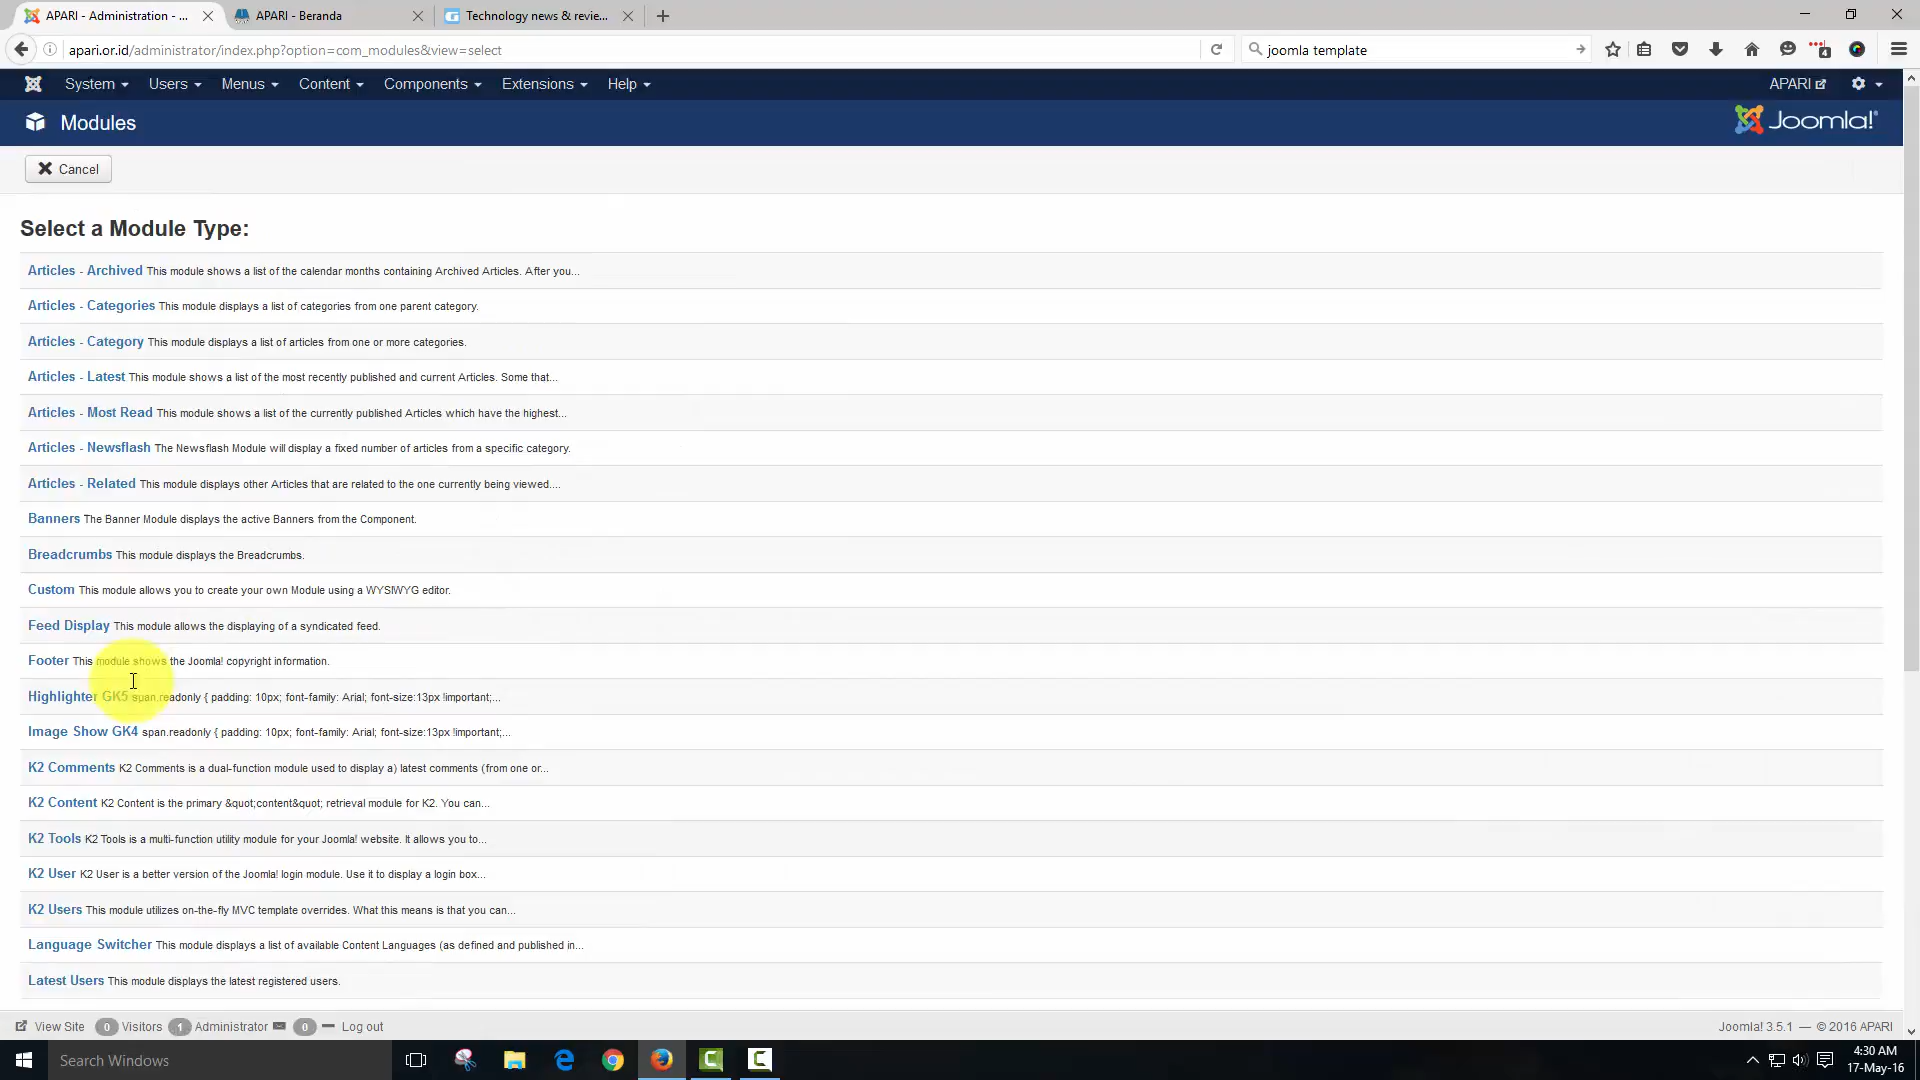 APARI - Administration - ...
APARI - Beranda
Technology news & revie...
apari.or.id/administrator/index.php?option=com_modules&view=select
joomla template
4
System
Users
Menus
Content
Components
Extensions
Help
APARI
Modules
Joomla!
Cancel
Select a Module Type:
Articles - Archived This module shows a list of the calendar months containing Archived Articles. After you...
Articles - Categories This module displays a list of categories from one parent category.
Articles - Category This module displays a list of articles from one or more categories.
Articles - Latest This module shows a list of the most recently published and current Articles. Some that...
Articles - Most Read This module shows a list of the currently published Articles which have the highest...
Articles - Newsflash The Newsflash Module will display a fixed number of articles from a specific category.
Articles - Related This module displays other Articles that are related to the one currently being viewed....
Banners The Banner Module displays the active Banners from the Component.
Breadcrumbs This module displays the Breadcrumbs.
Custom This module allows you to create your own Module using a WYSIWYG editor.
Feed Display This module allows the displaying of a syndicated feed.
Footer This module shows the Joomla! copyright information.
Highlighter GK5 span.readonly { padding: 10px; font-family: Arial; font-size:13px !important;...
Image Show GK4 span.readonly { padding: 10px; font-family: Arial; font-size:13px !important;...
K2 Comments K2 Comments is a dual-function module used to display a) latest comments (from one or...
K2 Content K2 Content is the primary &quot;content&quot; retrieval module for K2. You can...
K2 Tools K2 Tools is a multi-function utility module for your Joomla! website. It allows you to...
K2 User K2 User is a better version of the Joomla! login module. Use it to display a login box...
K2 Users This module utilizes on-the-fly MVC template overrides. What this means is that you can...
Language Switcher This module displays a list of available Content Languages (as defined and published in...
Latest Users This module displays the latest registered users.
View Site 0 Visitors 1 Administrator 0 Log out
Joomla! 3.5.1 — © 2016 APARI
Search Windows
4:30 AM
17-May-16